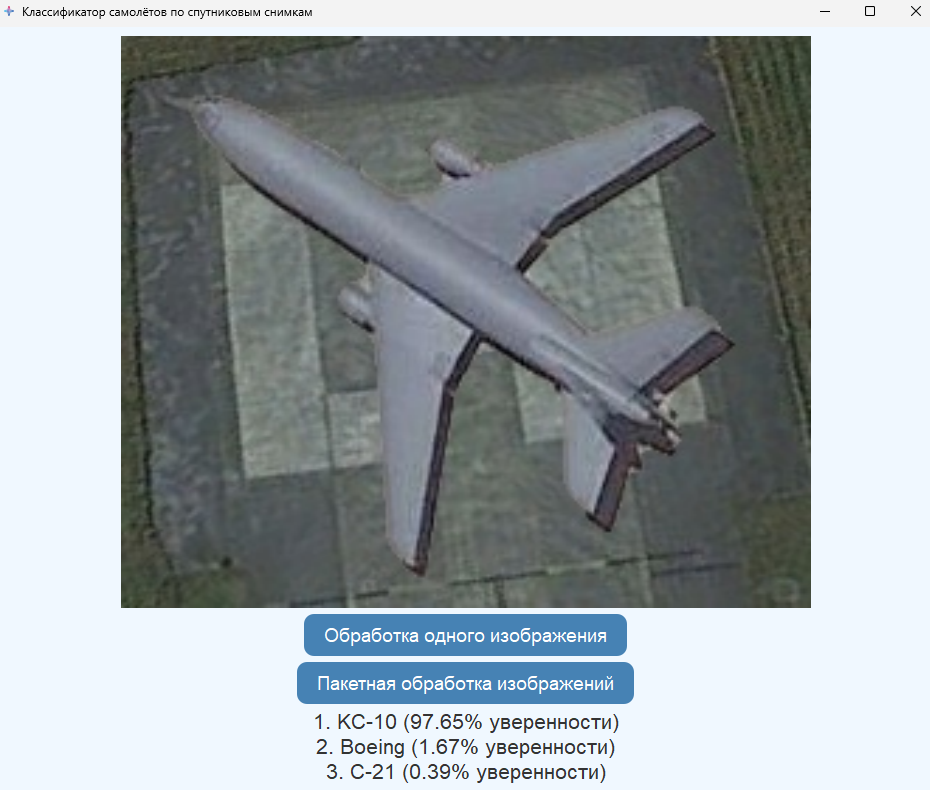 Классификатор самолётов по спутниковым снимкам
Обработка одного изображения
Пакетная обработка изображений
1. KC-10 (97.65% уверенности)
2. Boeing (1.67% уверенности)
3. C-21 (0.39% уверенности)